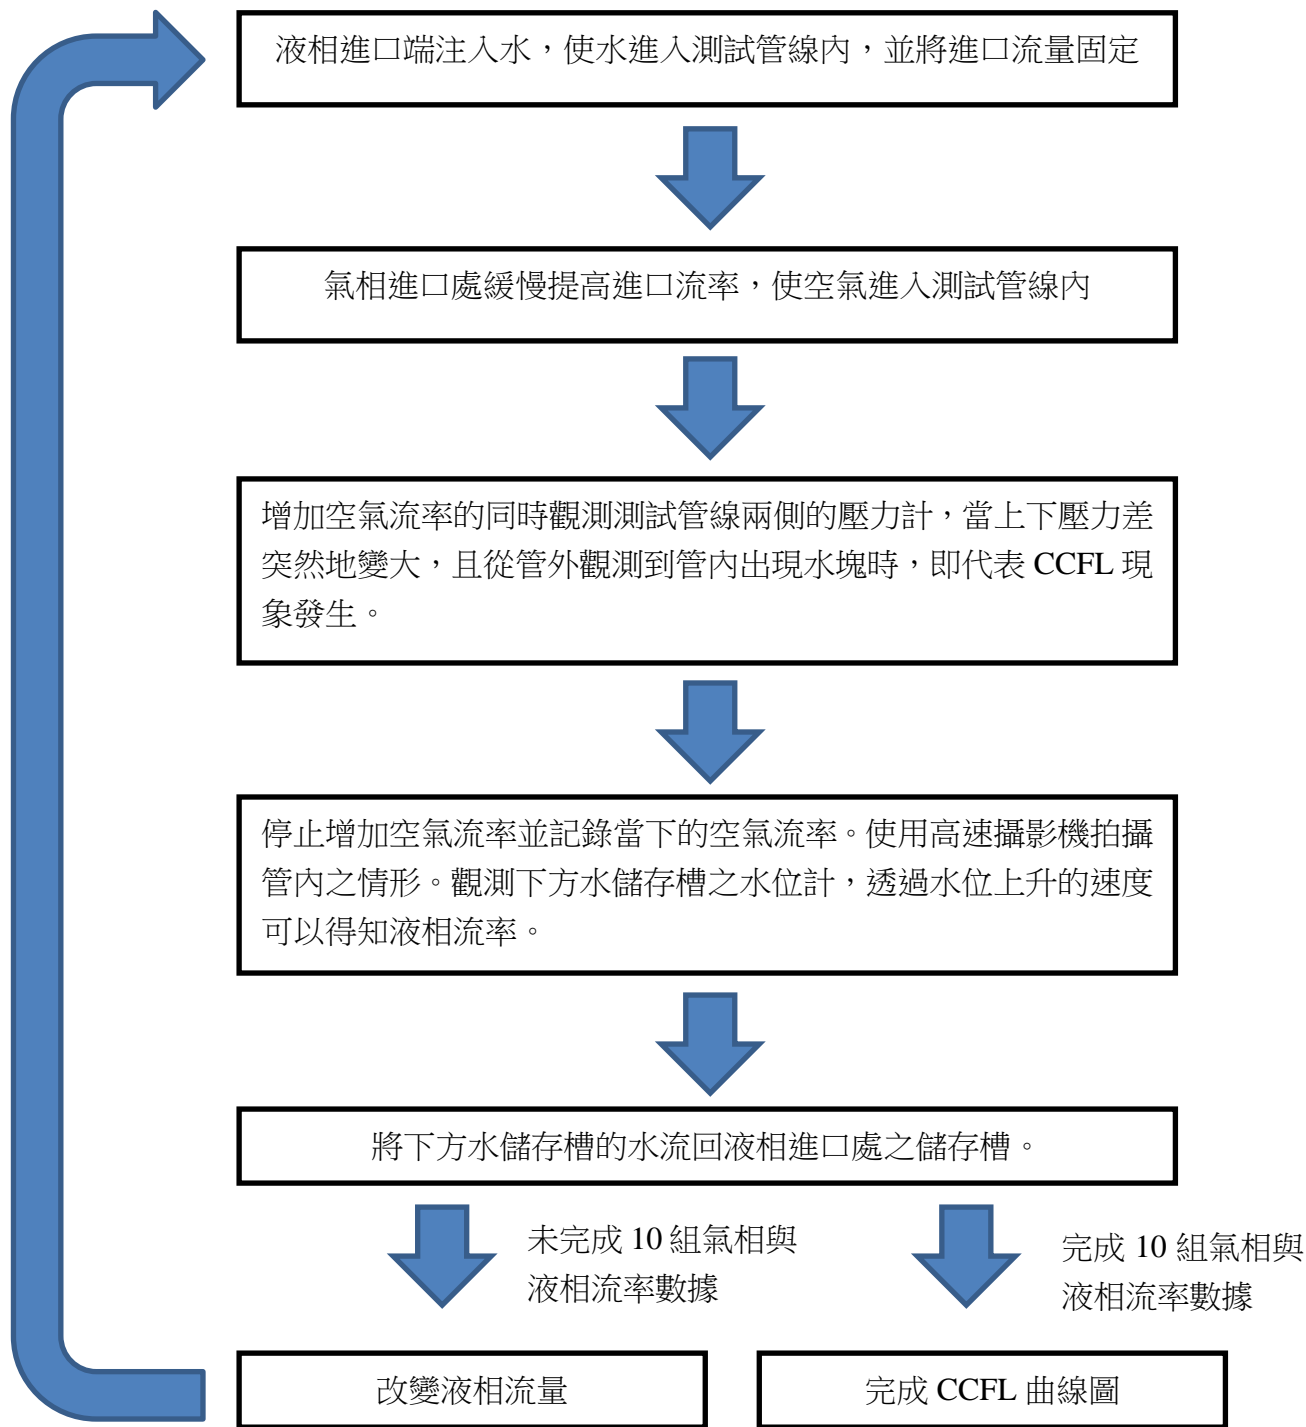 液相進口端注入水，使水進入測試管線內，並將進口流量固定
氣相進口處緩慢提高進口流率，使空氣進入測試管線內
增加空氣流率的同時觀測測試管線兩側的壓力計，當上下壓力差
突然地變大，且從管外觀測到管內出現水塊時，即代表 CCFL 現
象發生。
停止增加空氣流率並記錄當下的空氣流率。使用高速攝影機拍攝
管內之情形。觀測下方水儲存槽之水位計，透過水位上升的速度
可以得知液相流率。
將下方水儲存槽的水流回液相進口處之儲存槽。
未完成 10 組氣相與
液相流率數據
完成 10 組氣相與
液相流率數據
改變液相流量
完成 CCFL 曲線圖